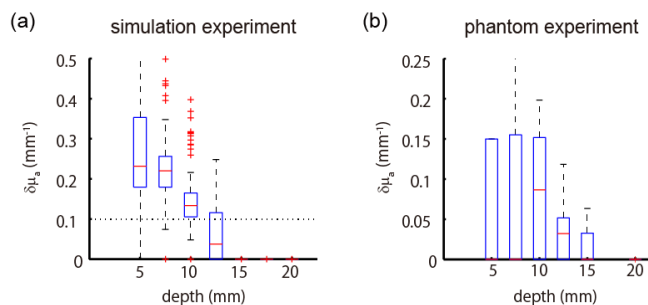 (a)
simulation experiment
0.5
0.4
0.3
0.2
0.1
0
δμₐ (mm⁻¹)
5 10 15 20
depth (mm)
(b)
phantom experiment
0.25
0.2
0.15
0.1
0.05
0
δμₐ (mm⁻¹)
5 10 15 20
depth (mm)